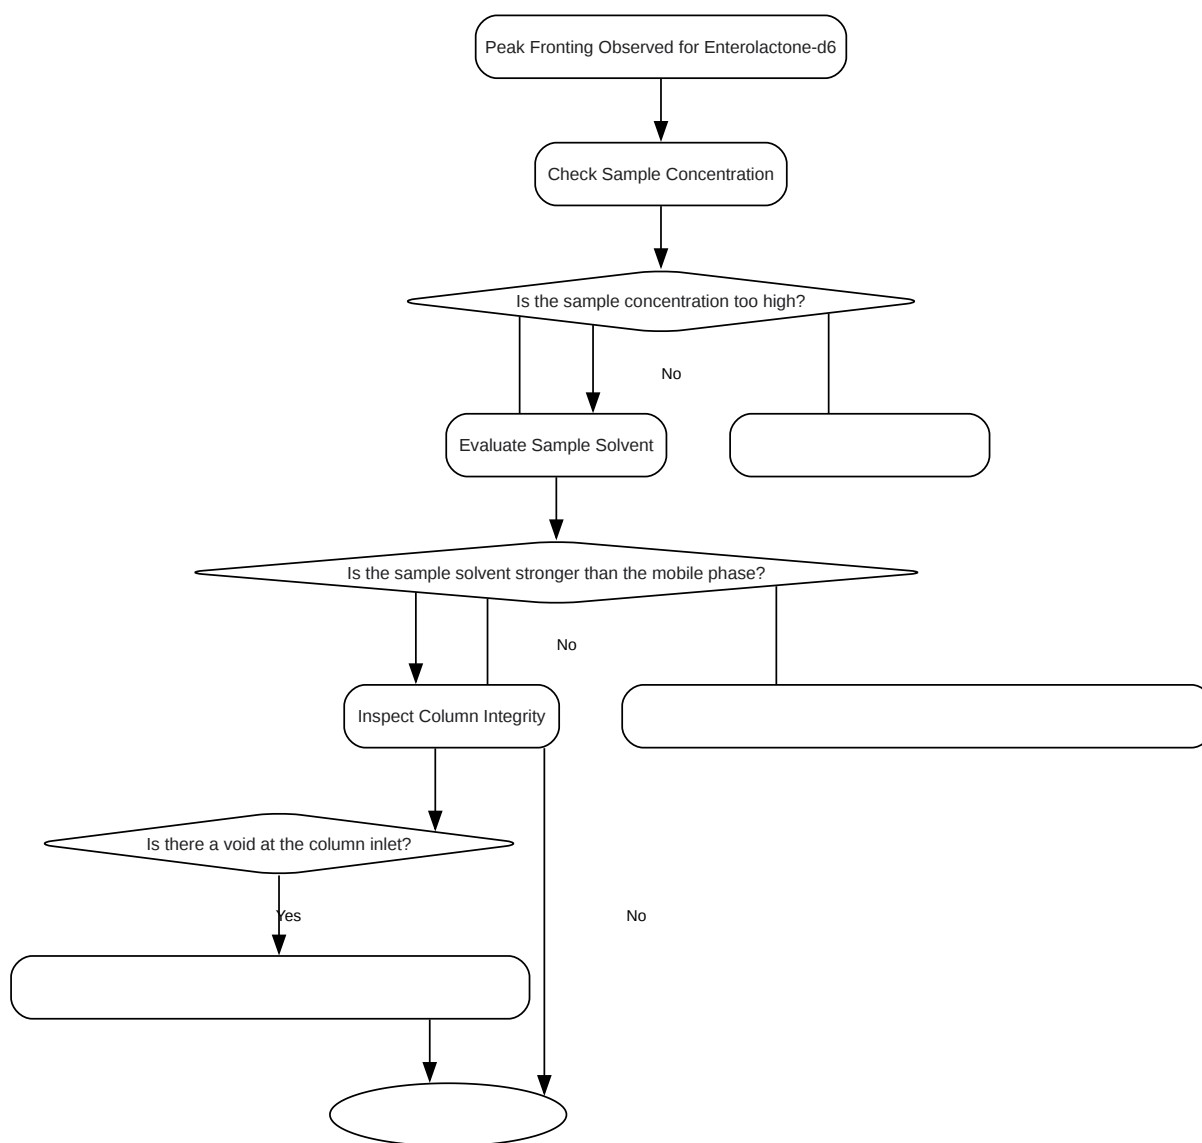 Peak Fronting Observed for Enterolactone-d6
Check Sample Concentration
Is the sample concentration too high?
No
Evaluate Sample Solvent
Is the sample solvent stronger than the mobile phase?
No
Inspect Column Integrity
Is there a void at the column inlet?
Yes
No